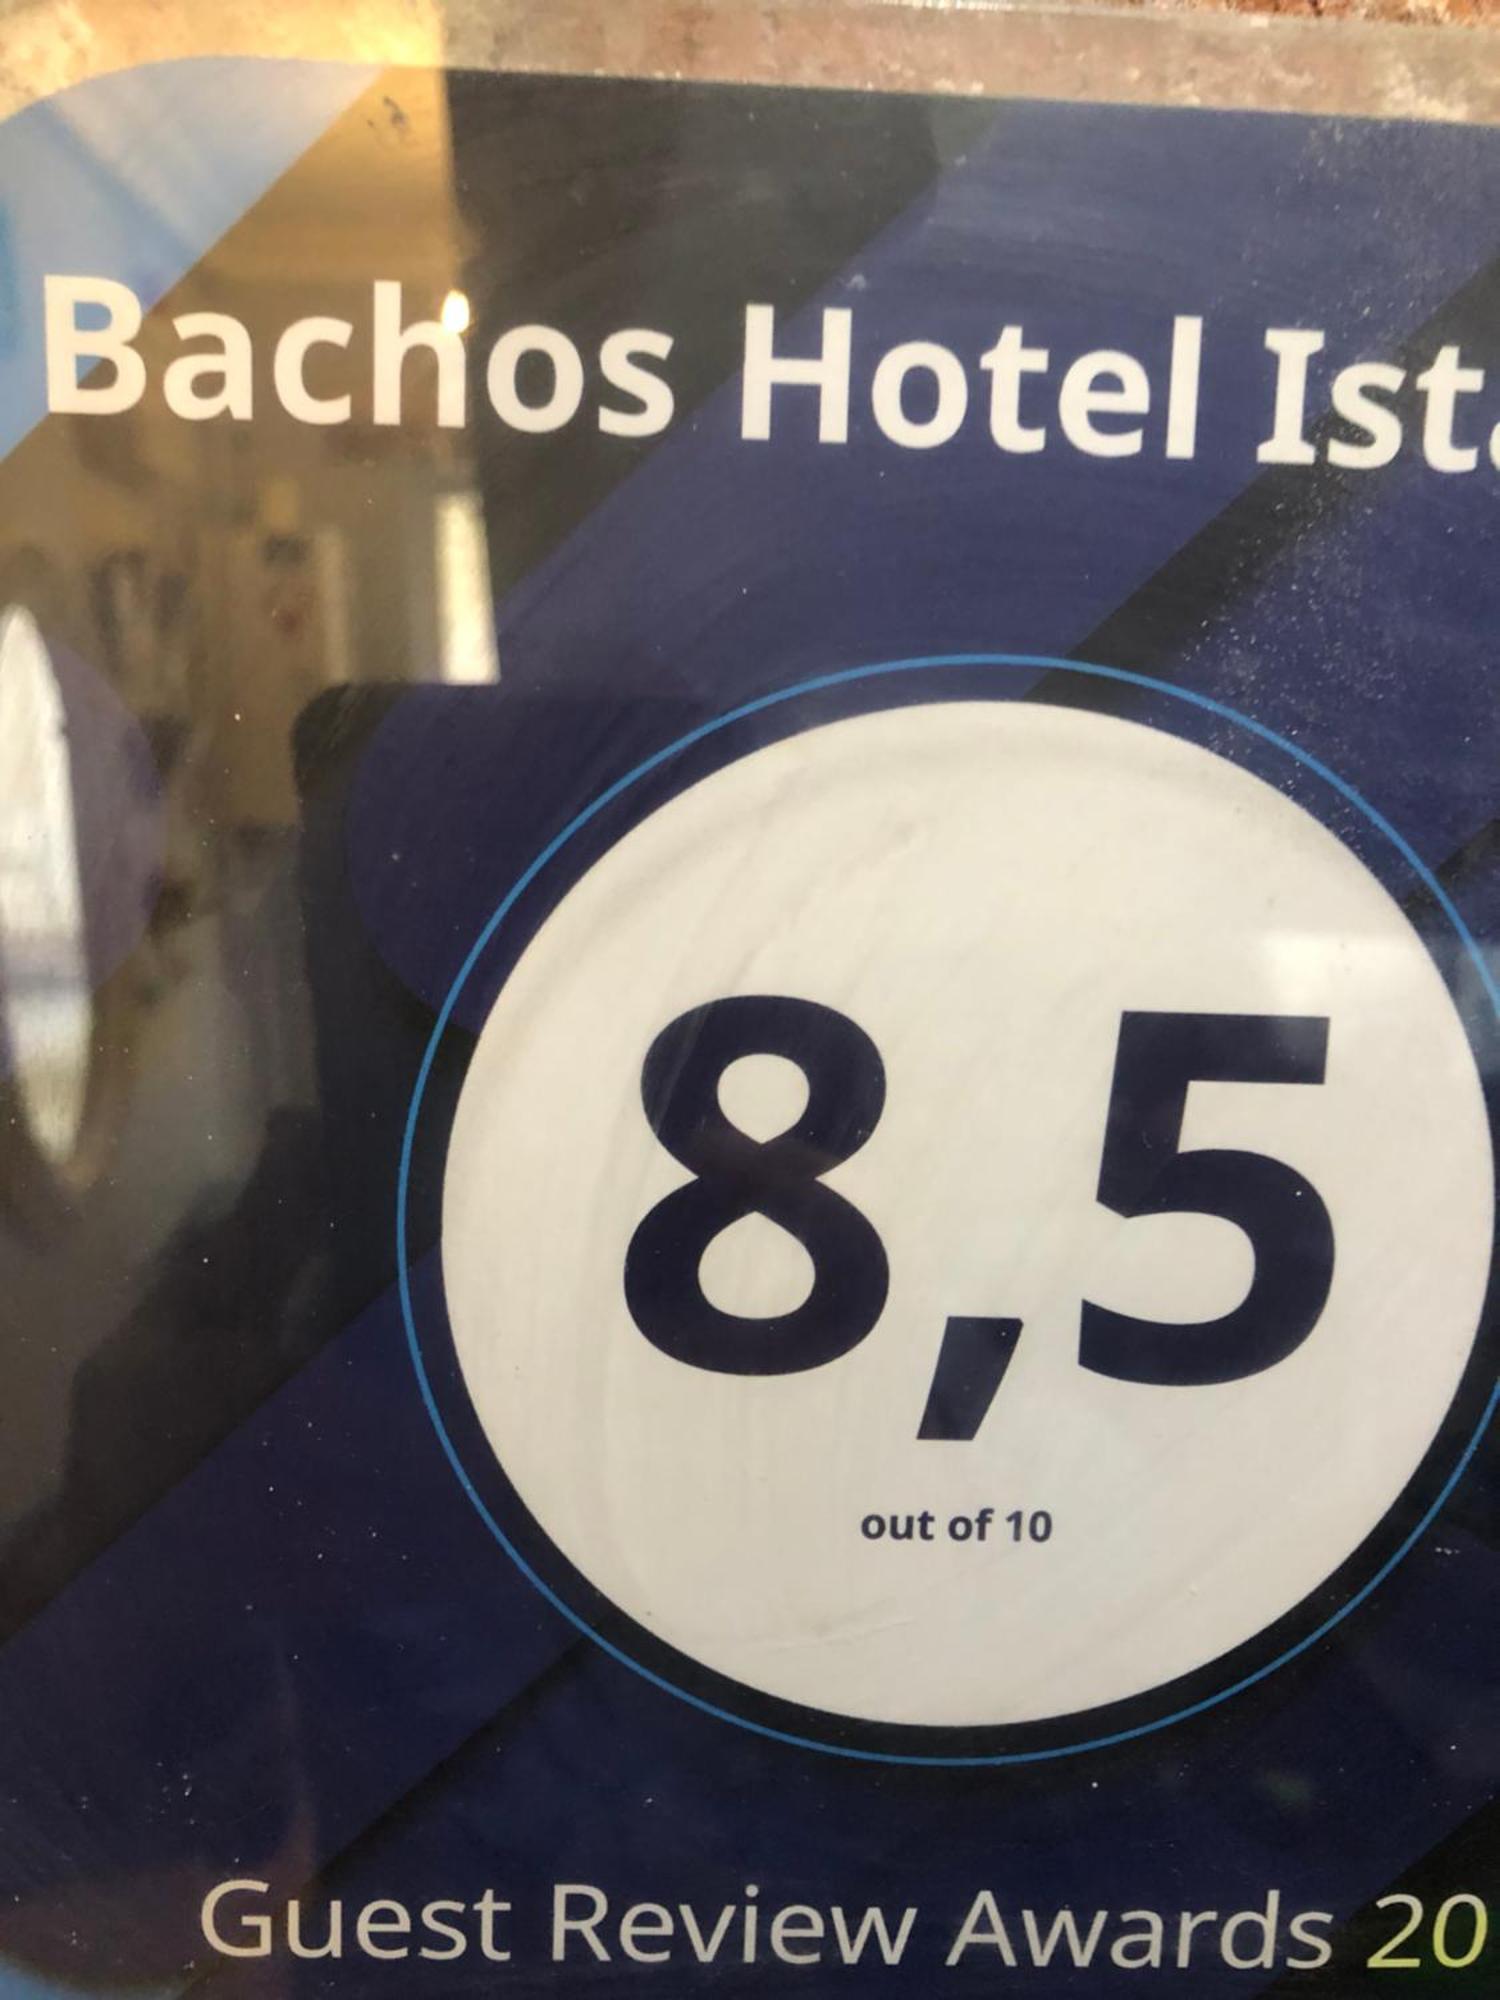 Bachos Hotel Ist
8,5
out of 10
Guest Review Awards 20